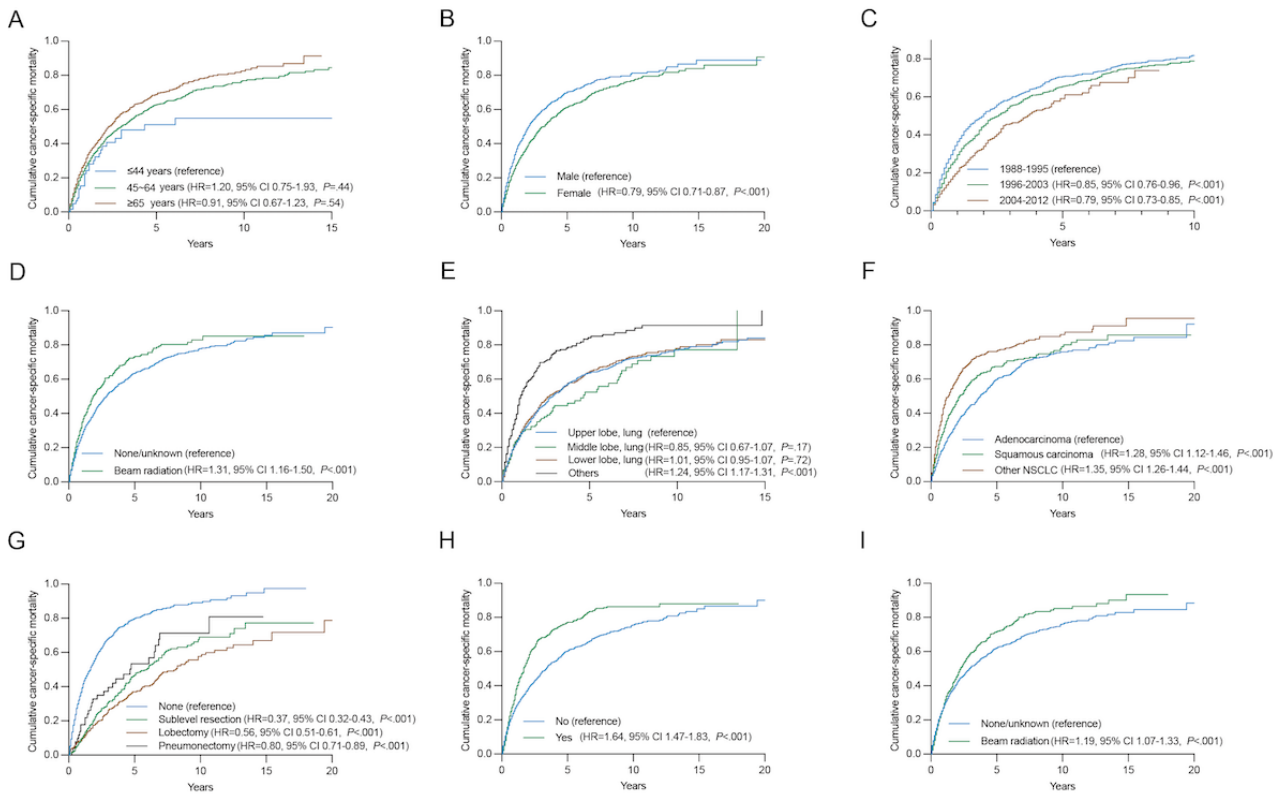 A
Cumulative cancer-specific mortality
1.0
0.8
0.6
0.4
0.2
0.0
≤44 years (reference)
45~64 years (HR=1.20, 95% CI 0.75-1.93, P=.44)
≥65 years (HR=0.91, 95% CI 0.67-1.23, P=.54)
0 5 10 15
Years
B
Cumulative cancer-specific mortality
1.0
0.8
0.6
0.4
0.2
0.0
Male (reference)
Female (HR=0.79, 95% CI 0.71-0.87, P<.001)
0 5 10 15 20
Years
C
Cumulative cancer-specific mortality
0.8
0.6
0.4
0.2
0.0
1988-1995 (reference)
1996-2003 (HR=0.85, 95% CI 0.76-0.96, P<.001)
2004-2012 (HR=0.79, 95% CI 0.73-0.85, P<.001)
0 5 10
Years
D
Cumulative cancer-specific mortality
1.0
0.8
0.6
0.4
0.2
0.0
None/unknown (reference)
Beam radiation (HR=1.31, 95% CI 1.16-1.50, P<.001)
0 5 10 15 20
Years
E
Cumulative cancer-specific mortality
1.0
0.8
0.6
0.4
0.2
0.0
Upper lobe, lung (reference)
Middle lobe, lung (HR=0.85, 95% CI 0.67-1.07, P=.17)
Lower lobe, lung (HR=1.01, 95% CI 0.95-1.07, P=.72)
Others (HR=1.24, 95% CI 1.17-1.31, P<.001)
0 5 10 15
Years
F
Cumulative cancer-specific mortality
1.0
0.8
0.6
0.4
0.2
0.0
Adenocarcinoma (reference)
Squamous carcinoma (HR=1.28, 95% CI 1.12-1.46, P<.001)
Other NSCLC (HR=1.35, 95% CI 1.26-1.44, P<.001)
0 5 10 15 20
Years
G
Cumulative cancer-specific mortality
1.0
0.8
0.6
0.4
0.2
0.0
None (reference)
Sublevel resection (HR=0.37, 95% CI 0.32-0.43, P<.001)
Lobectomy (HR=0.56, 95% CI 0.51-0.61, P<.001)
Pneumonectomy (HR=0.80, 95% CI 0.71-0.89, P<.001)
0 5 10 15 20
Years
H
Cumulative cancer-specific mortality
1.0
0.8
0.6
0.4
0.2
0.0
No (reference)
Yes (HR=1.64, 95% CI 1.47-1.83, P<.001)
0 5 10 15 20
Years
I
Cumulative cancer-specific mortality
1.0
0.8
0.6
0.4
0.2
0.0
None/unknown (reference)
Beam radiation (HR=1.19, 95% CI 1.07-1.33, P<.001)
0 5 10 15 20
Years